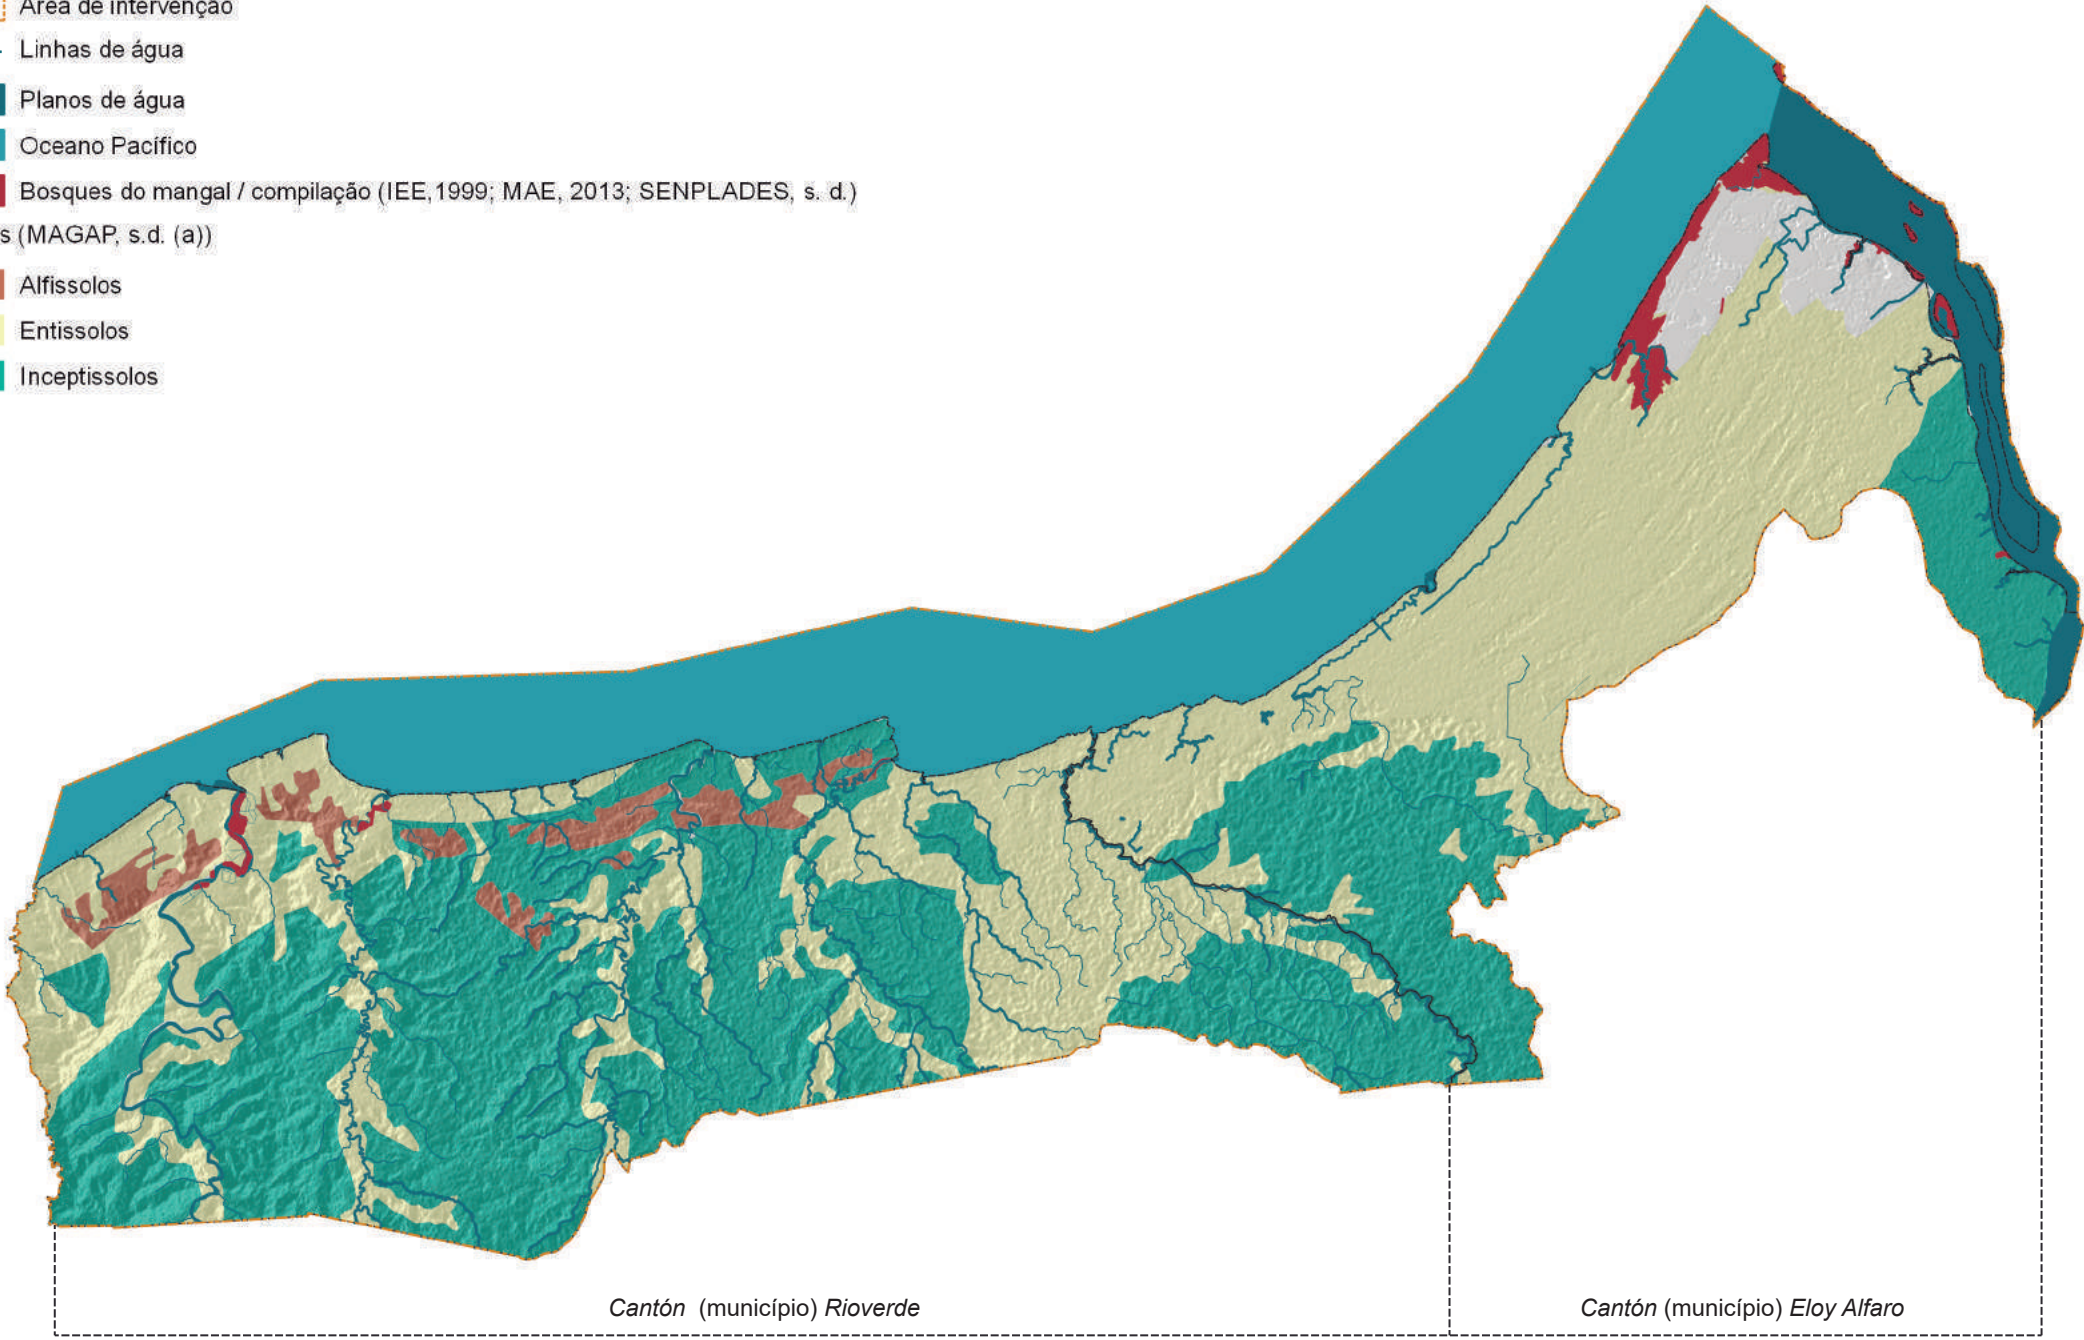 Área de intervenção
Linhas de água
Planos de água
Oceano Pacífico
Bosques do mangal / compilação (IEE,1999; MAE, 2013; SENPLADES, s. d.)
s (MAGAP, s.d. (a))
Alfissolos
Entissolos
Inceptissolos
Cantón (município) Rioverde
Cantón (município) Eloy Alfaro